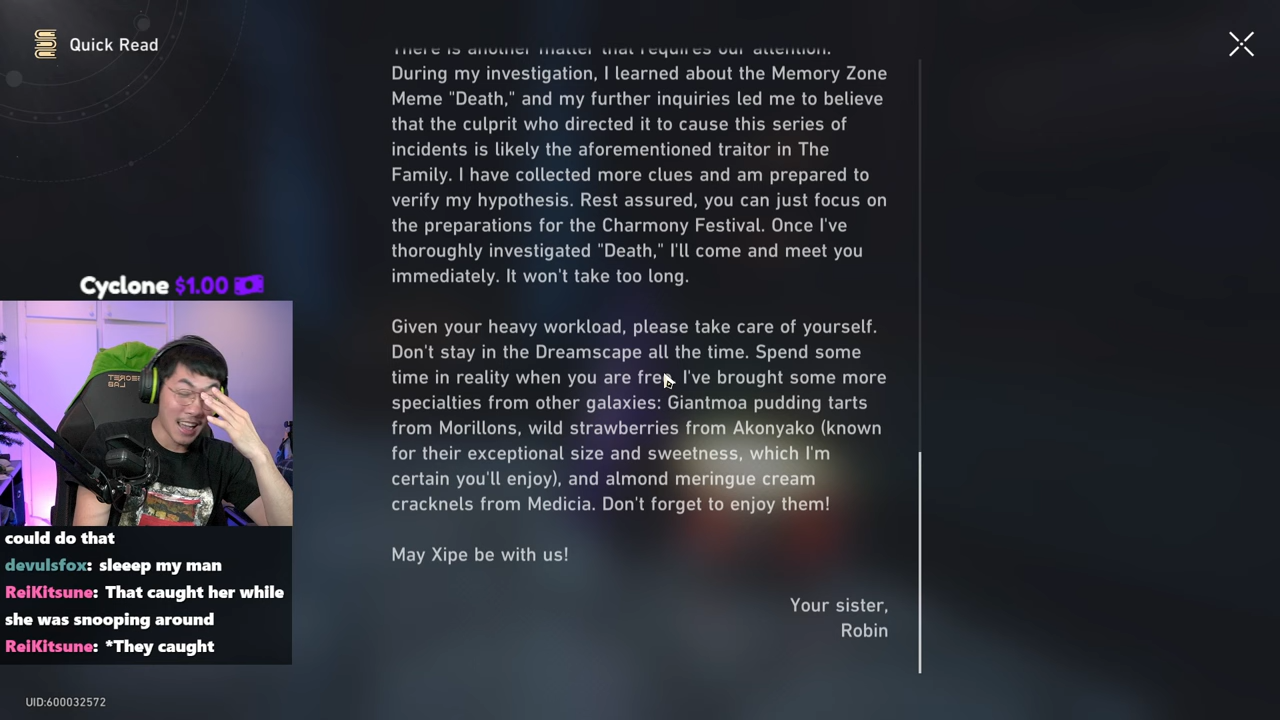 Quick Read
There is another matter that requires our attention.
During my investigation, I learned about the Memory Zone
Meme "Death," and my further inquiries led me to believe
that the culprit who directed it to cause this series of
incidents is likely the aforementioned traitor in The
Family. I have collected more clues and am prepared to
verify my hypothesis. Rest assured, you can just focus on
the preparations for the Charmony Festival. Once I've
thoroughly investigated "Death," I'll come and meet you
immediately. It won't take too long.
Given your heavy workload, please take care of yourself.
Don't stay in the Dreamscape all the time. Spend some
time in reality when you are free. I've brought some more
specialties from other galaxies: Giantmoa pudding tarts
from Morillons, wild strawberries from Akonyako (known
for their exceptional size and sweetness, which I'm
certain you'll enjoy), and almond meringue cream
cracknels from Medicia. Don't forget to enjoy them!
May Xipe be with us!
Your sister,
Robin
Cyclone $1.00
could do that
devulsfox: sleeep my man
ReiKitsune: That caught her while
she was snooping around
ReiKitsune: *They caught
UID:600032572